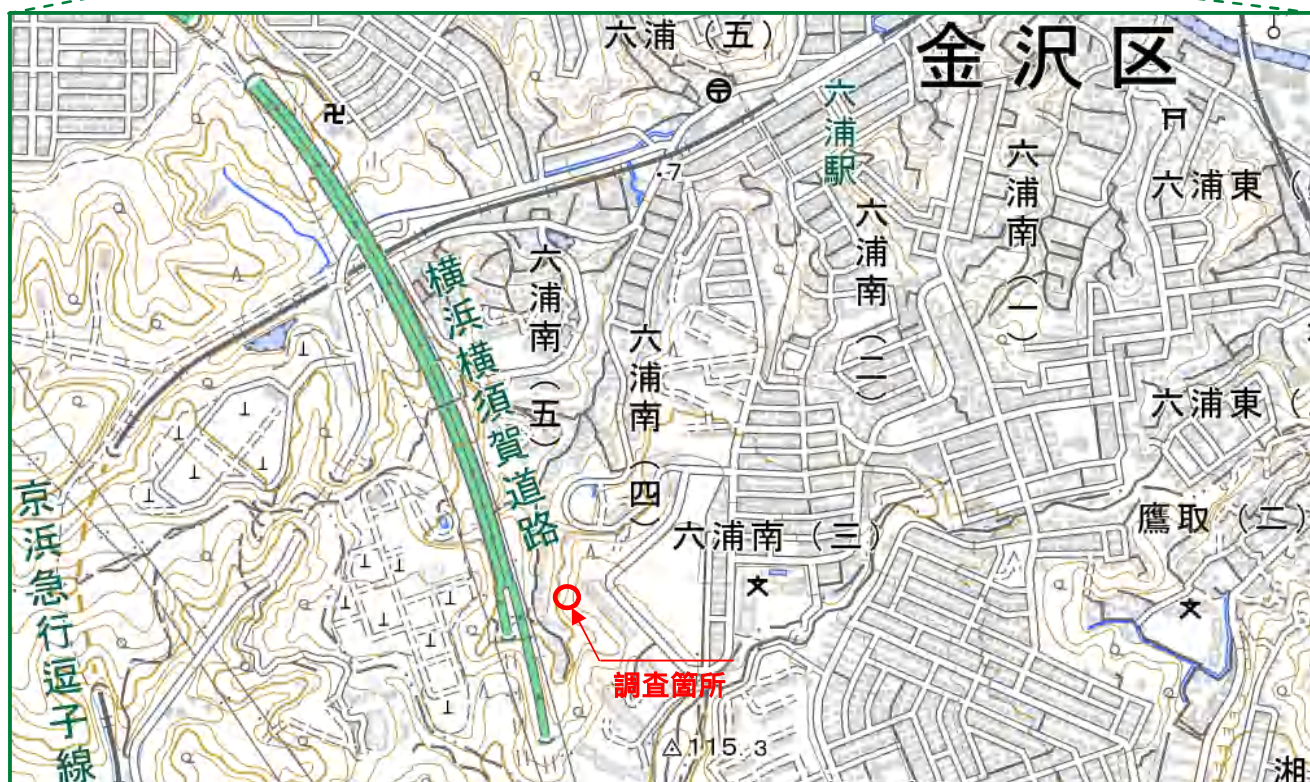 六浦（五）
金沢区
六浦駅
・7
六浦南（一）
六浦東（
六浦南（二）
横浜横須賀道路
六浦南（五）
六浦南（四）
六浦東（
鷹取（二）
六浦南（三）
京浜急行逗子線
調査箇所
115.3
湘